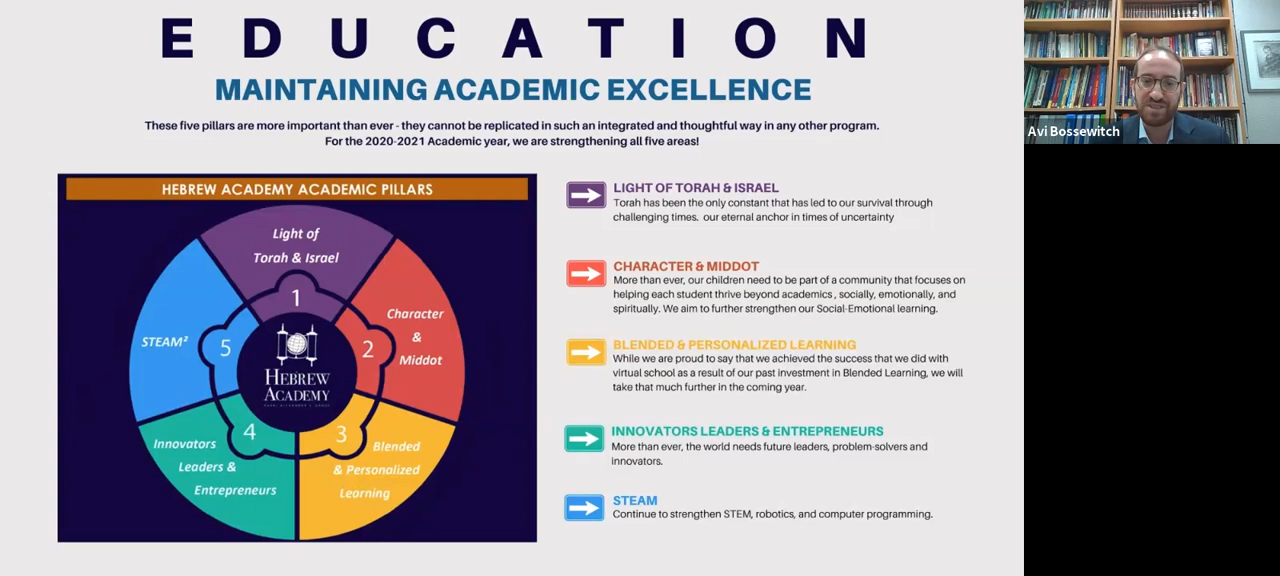 EDUCATION
MAINTAINING ACADEMIC EXCELLENCE
These five pillars are more important than ever - they cannot be replicated in such an integrated and thoughtful way in any other program.
For the 2020-2021 Academic year, we are strengthening all five areas!
HEBREW ACADEMY ACADEMIC PILLARS
Light of
Torah & Israel
1
Character
&
Middot
2
Blended
& Personalized
Learning
3
Innovators
Leaders &
Entrepreneurs
4
STEAM²
5
HEBREW
ACADEMY
LIGHT OF TORAH & ISRAEL
Torah has been the only constant that has led to our survival through
challenging times. our eternal anchor in times of uncertainty
CHARACTER & MIDDOT
More than ever, our children need to be part of a community that focuses on
helping each student thrive beyond academics , socially, emotionally, and
spiritually. We aim to further strengthen our Social-Emotional learning.
BLENDED & PERSONALIZED LEARNING
While we are proud to say that we achieved the success that we did with
virtual school as a result of our past investment in Blended Learning, we will
take that much further in the coming year.
INNOVATORS LEADERS & ENTREPRENEURS
More than ever, the world needs future leaders, problem-solvers and
innovators.
STEAM
Continue to strengthen STEM, robotics, and computer programming.
Avi Bossewitch